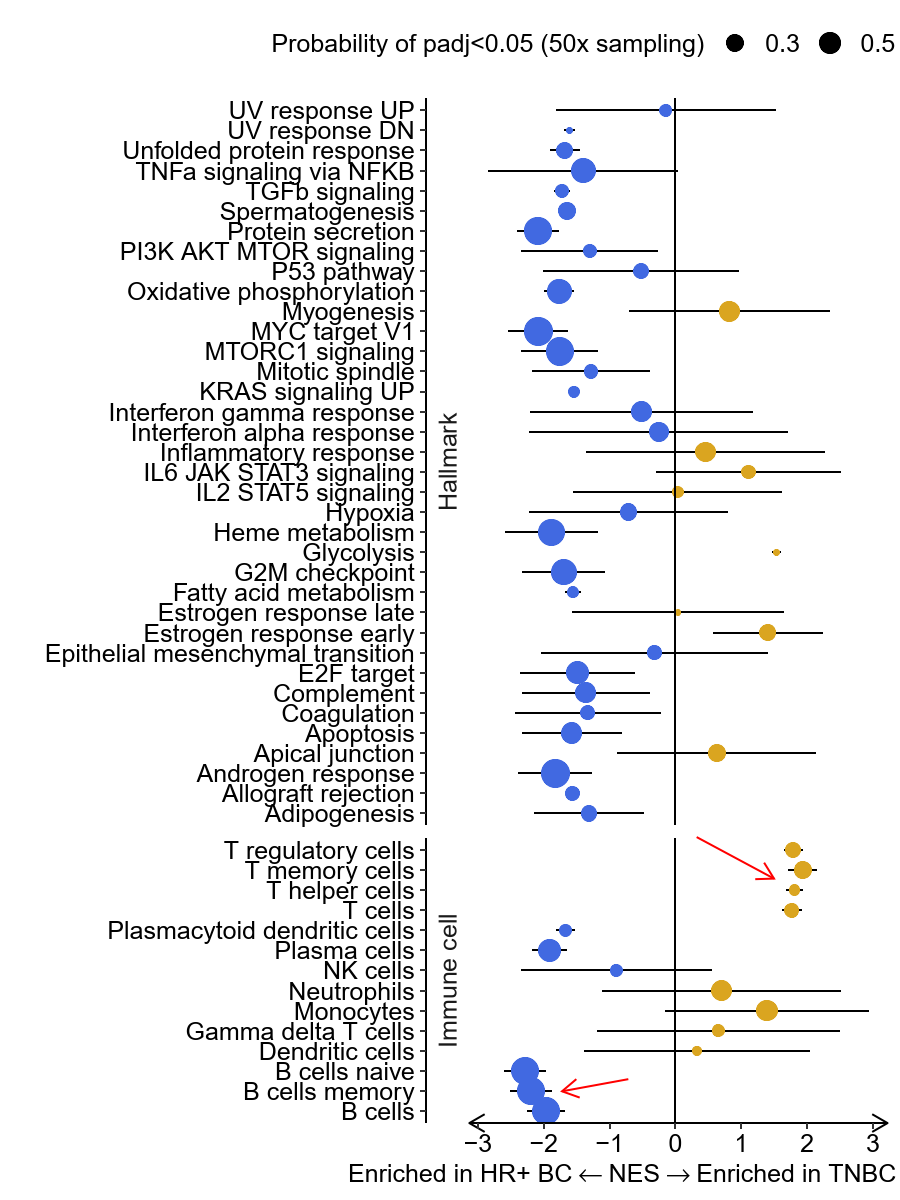 Probability of padj<0.05 (50x sampling) 0.3 0.5
UV response UP
UV response DN
Unfolded protein response
TNFa signaling via NFKB
TGFb signaling
Spermatogenesis
Protein secretion
PI3K AKT MTOR signaling
P53 pathway
Oxidative phosphorylation
Myogenesis
MYC target V1
MTORC1 signaling
Mitotic spindle
KRAS signaling UP
Interferon gamma response
Interferon alpha response
Inflammatory response
IL6 JAK STAT3 signaling
IL2 STAT5 signaling
Hypoxia
Heme metabolism
Glycolysis
G2M checkpoint
Fatty acid metabolism
Estrogen response late
Estrogen response early
Epithelial mesenchymal transition
E2F target
Complement
Coagulation
Apoptosis
Apical junction
Androgen response
Allograft rejection
Adipogenesis
Hallmark
T regulatory cells
T memory cells
T helper cells
T cells
Plasmacytoid dendritic cells
Plasma cells
NK cells
Neutrophils
Monocytes
Gamma delta T cells
Dendritic cells
B cells naive
B cells memory
B cells
Immune cell
−3 −2 −1 0 1 2 3
Enriched in HR+ BC ← NES → Enriched in TNBC